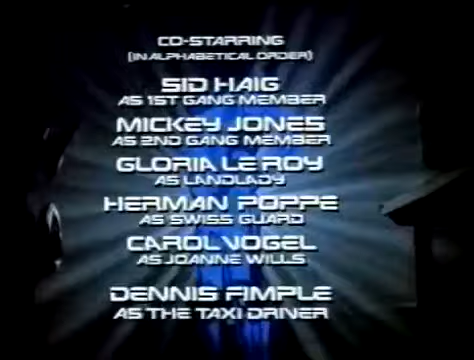 CO-STARRING
(IN ALPHABETICAL ORDER)
SID HAIG
AS 1ST GANG MEMBER
MICKEY JONES
AS 2ND GANG MEMBER
GLORIA LE ROY
AS LANDLADY
HERMAN POPPE
AS SWISS GUARD
CAROL VOGEL
AS JOANNE WILLS
DENNIS FIMPLE
AS THE TAXI DRIVER